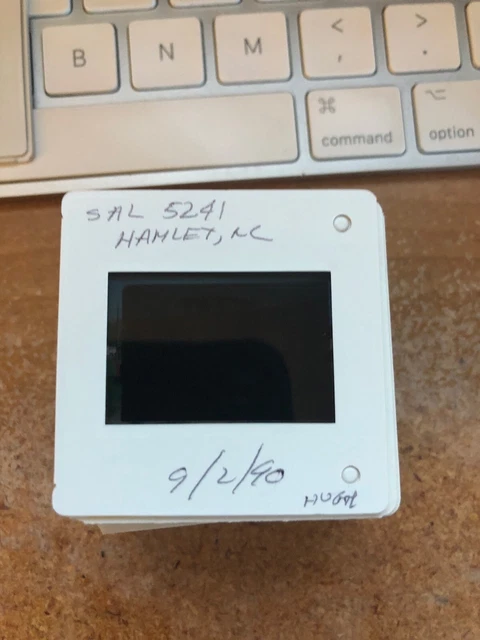 B N M < >
, .
⌘ ⌥
command option
SAL 5241
HAMLET, NC
9/2/90